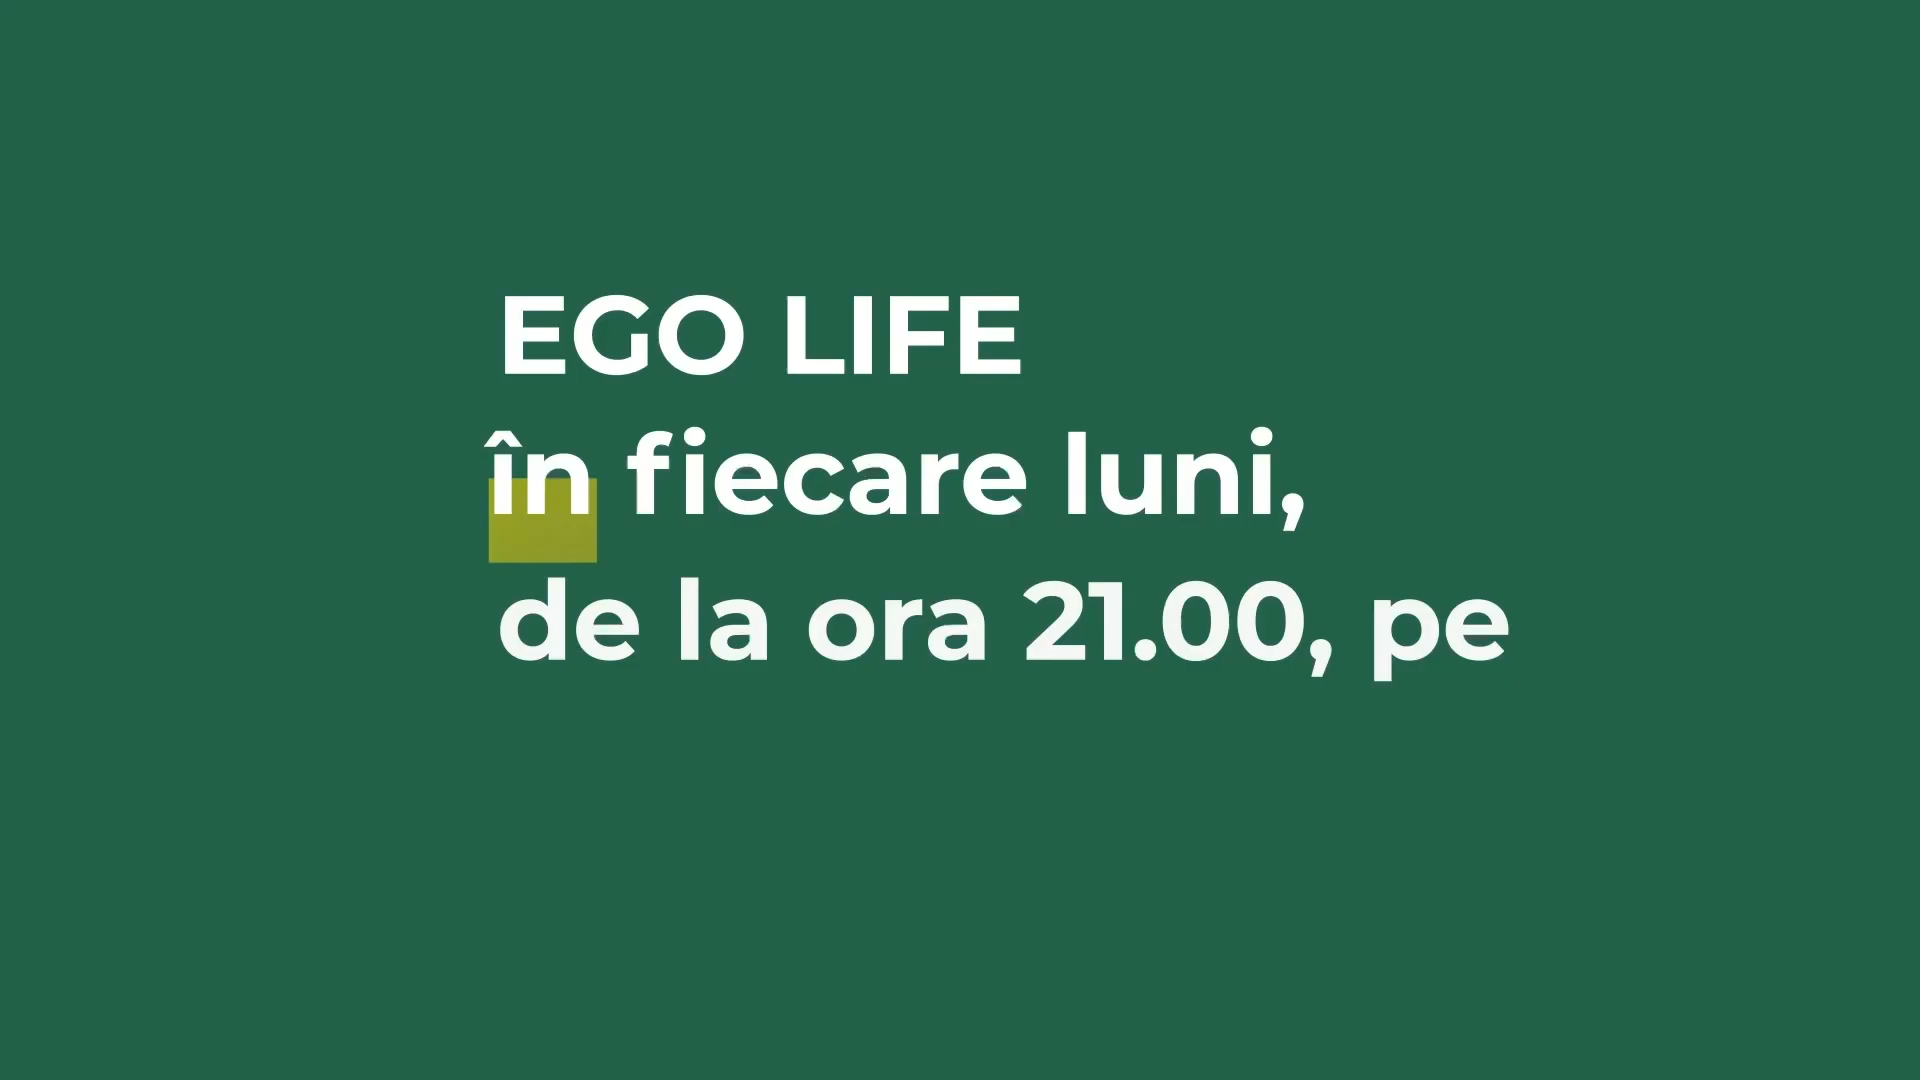 EGO LIFE
în fiecare luni,
de la ora 21.00, pe